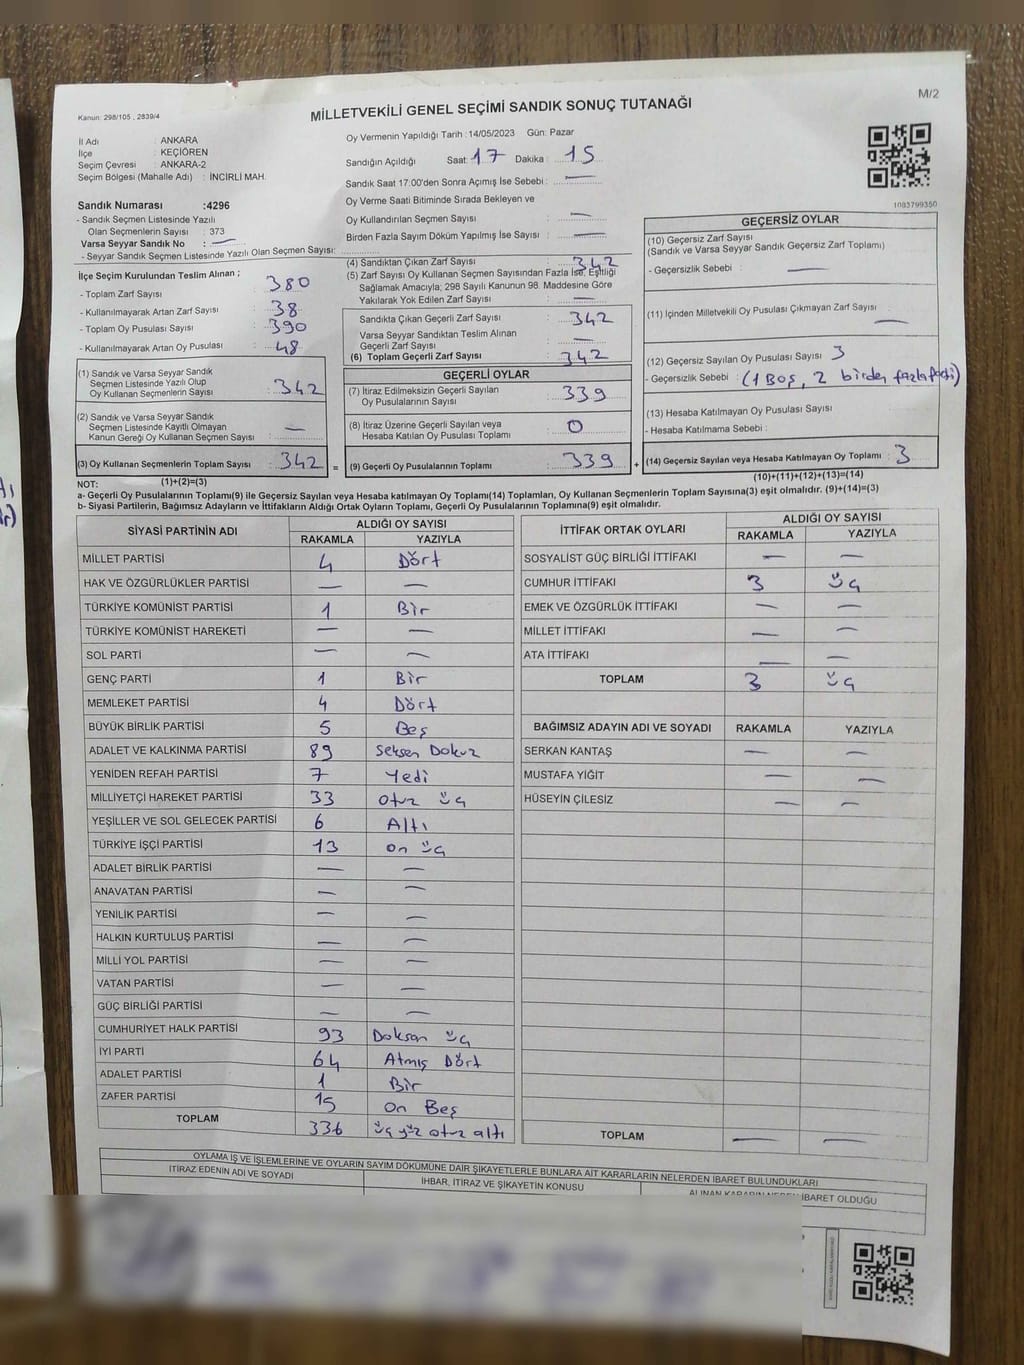 M/2
Kanun: 298/105 , 2839/4
MİLLETVEKİLİ GENEL SEÇİMİ SANDIK SONUÇ TUTANAĞI
İl Adı : ANKARA
İlçe : KEÇİÖREN
Seçim Çevresi : ANKARA-2
Seçim Bölgesi (Mahalle Adı) : İNCİRLİ MAH.
Sandık Numarası :4296
- Sandık Seçmen Listesinde Yazılı
Olan Seçmenlerin Sayısı : 373
Varsa Seyyar Sandık No : —
- Seyyar Sandık Seçmen Listesinde Yazılı Olan Seçmen Sayısı:
Oy Vermenin Yapıldığı Tarih : 14/05/2023 Gün: Pazar
Sandığın Açıldığı Saat: 17 Dakika : 15
Sandık Saat 17:00'den Sonra Açılmış İse Sebebi : —
Oy Verme Saati Bitiminde Sırada Bekleyen ve
Oy Kullandırılan Seçmen Sayısı : —
Birden Fazla Sayım Döküm Yapılmış İse Sayısı : —
1083799350
İlçe Seçim Kurulundan Teslim Alınan ;
- Toplam Zarf Sayısı : 380
- Kullanılmayarak Artan Zarf Sayısı : 38
- Toplam Oy Pusulası Sayısı : 390
- Kullanılmayarak Artan Oy Pusulası : 48
(1) Sandık ve Varsa Seyyar Sandık
Seçmen Listesinde Yazılı Olup
Oy Kullanan Seçmenlerin Sayısı : 342
(2) Sandık ve Varsa Seyyar Sandık
Seçmen Listesinde Kayıtlı Olmayan
Kanun Gereği Oy Kullanan Seçmen Sayısı : —
(3) Oy Kullanan Seçmenlerin Toplam Sayısı : 342 =
(4) Sandıktan Çıkan Zarf Sayısı : 342
(5) Zarf Sayısı Oy Kullanan Seçmen Sayısından Fazla İse, Eşitliği
Sağlamak Amacıyla; 298 Sayılı Kanunun 98. Maddesine Göre
Yakılarak Yok Edilen Zarf Sayısı : —
Sandıkta Çıkan Geçerli Zarf Sayısı : 342
Varsa Seyyar Sandıktan Teslim Alınan
Geçerli Zarf Sayısı : —
(6) Toplam Geçerli Zarf Sayısı : 342
GEÇERLİ OYLAR
(7) İtiraz Edilmeksizin Geçerli Sayılan
Oy Pusulalarının Sayısı : 339
(8) İtiraz Üzerine Geçerli Sayılan veya
Hesaba Katılan Oy Pusulası Toplamı : 0
(9) Geçerli Oy Pusulalarının Toplamı : 339 +
GEÇERSİZ OYLAR
(10) Geçersiz Zarf Sayısı
(Sandık ve Varsa Seyyar Sandık Geçersiz Zarf Toplamı)
- Geçersizlik Sebebi : —
(11) İçinden Milletvekili Oy Pusulası Çıkmayan Zarf Sayısı : —
(12) Geçersiz Sayılan Oy Pusulası Sayısı : 3
- Geçersizlik Sebebi : (1 Boş, 2 birden fazla parti)
(13) Hesaba Katılmayan Oy Pusulası Sayısı
- Hesaba Katılmama Sebebi :
(14) Geçersiz Sayılan veya Hesaba Katılmayan Oy Toplamı : 3
NOT: (1)+(2)=(3)
(10)+(11)+(12)+(13)=(14)
a- Geçerli Oy Pusulalarının Toplamı(9) ile Geçersiz Sayılan veya Hesaba katılmayan Oy Toplamı(14) Toplamları, Oy Kullanan Seçmenlerin Toplam Sayısına(3) eşit olmalıdır. (9)+(14)=(3)
b- Siyasi Partilerin, Bağımsız Adayların ve İttifakların Aldığı Ortak Oyların Toplamı, Geçerli Oy Pusulalarının Toplamına(9) eşit olmalıdır.
SİYASİ PARTİNİN ADI ALDIĞI OY SAYISI
RAKAMLA YAZIYLA
MİLLET PARTİSİ 4 Dört
HAK VE ÖZGÜRLÜKLER PARTİSİ — —
TÜRKİYE KOMÜNİST PARTİSİ 1 Bir
TÜRKİYE KOMÜNİST HAREKETİ — —
SOL PARTİ — —
GENÇ PARTİ 1 Bir
MEMLEKET PARTİSİ 4 Dört
BÜYÜK BİRLİK PARTİSİ 5 Beş
ADALET VE KALKINMA PARTİSİ 89 Seksen Dokuz
YENİDEN REFAH PARTİSİ 7 Yedi
MİLLİYETÇİ HAREKET PARTİSİ 33 otuz üç
YEŞİLLER VE SOL GELECEK PARTİSİ 6 Altı
TÜRKİYE İŞÇİ PARTİSİ 13 on üç
ADALET BİRLİK PARTİSİ — —
ANAVATAN PARTİSİ — —
YENİLİK PARTİSİ — —
HALKIN KURTULUŞ PARTİSİ — —
MİLLİ YOL PARTİSİ — —
VATAN PARTİSİ — —
GÜÇ BİRLİĞİ PARTİSİ — —
CUMHURİYET HALK PARTİSİ 93 Doksan üç
İYİ PARTİ 64 Atmış Dört
ADALET PARTİSİ 1 Bir
ZAFER PARTİSİ 15 on Beş
TOPLAM 336 üç yüz otuz altı
İTTİFAK ORTAK OYLARI ALDIĞI OY SAYISI
RAKAMLA YAZIYLA
SOSYALİST GÜÇ BİRLİĞİ İTTİFAKI — —
CUMHUR İTTİFAKI 3 üç
EMEK VE ÖZGÜRLÜK İTTİFAKI — —
MİLLET İTTİFAKI — —
ATA İTTİFAKI — —
TOPLAM 3 üç
BAĞIMSIZ ADAYIN ADI VE SOYADI RAKAMLA YAZIYLA
SERKAN KANTAŞ — —
MUSTAFA YİĞİT — —
HÜSEYİN ÇİLESİZ — —
TOPLAM — —
OYLAMA İŞ VE İŞLEMLERİNE VE OYLARIN SAYIM DÖKÜMÜNE DAİR ŞİKAYETLERLE BUNLARA AİT KARARLARIN NELERDEN İBARET BULUNDUKLARI
İTİRAZ EDENİN ADI VE SOYADI İHBAR, İTİRAZ VE ŞİKAYETİN KONUSU ALINAN KARARIN NEDEN İBARET OLDUĞU